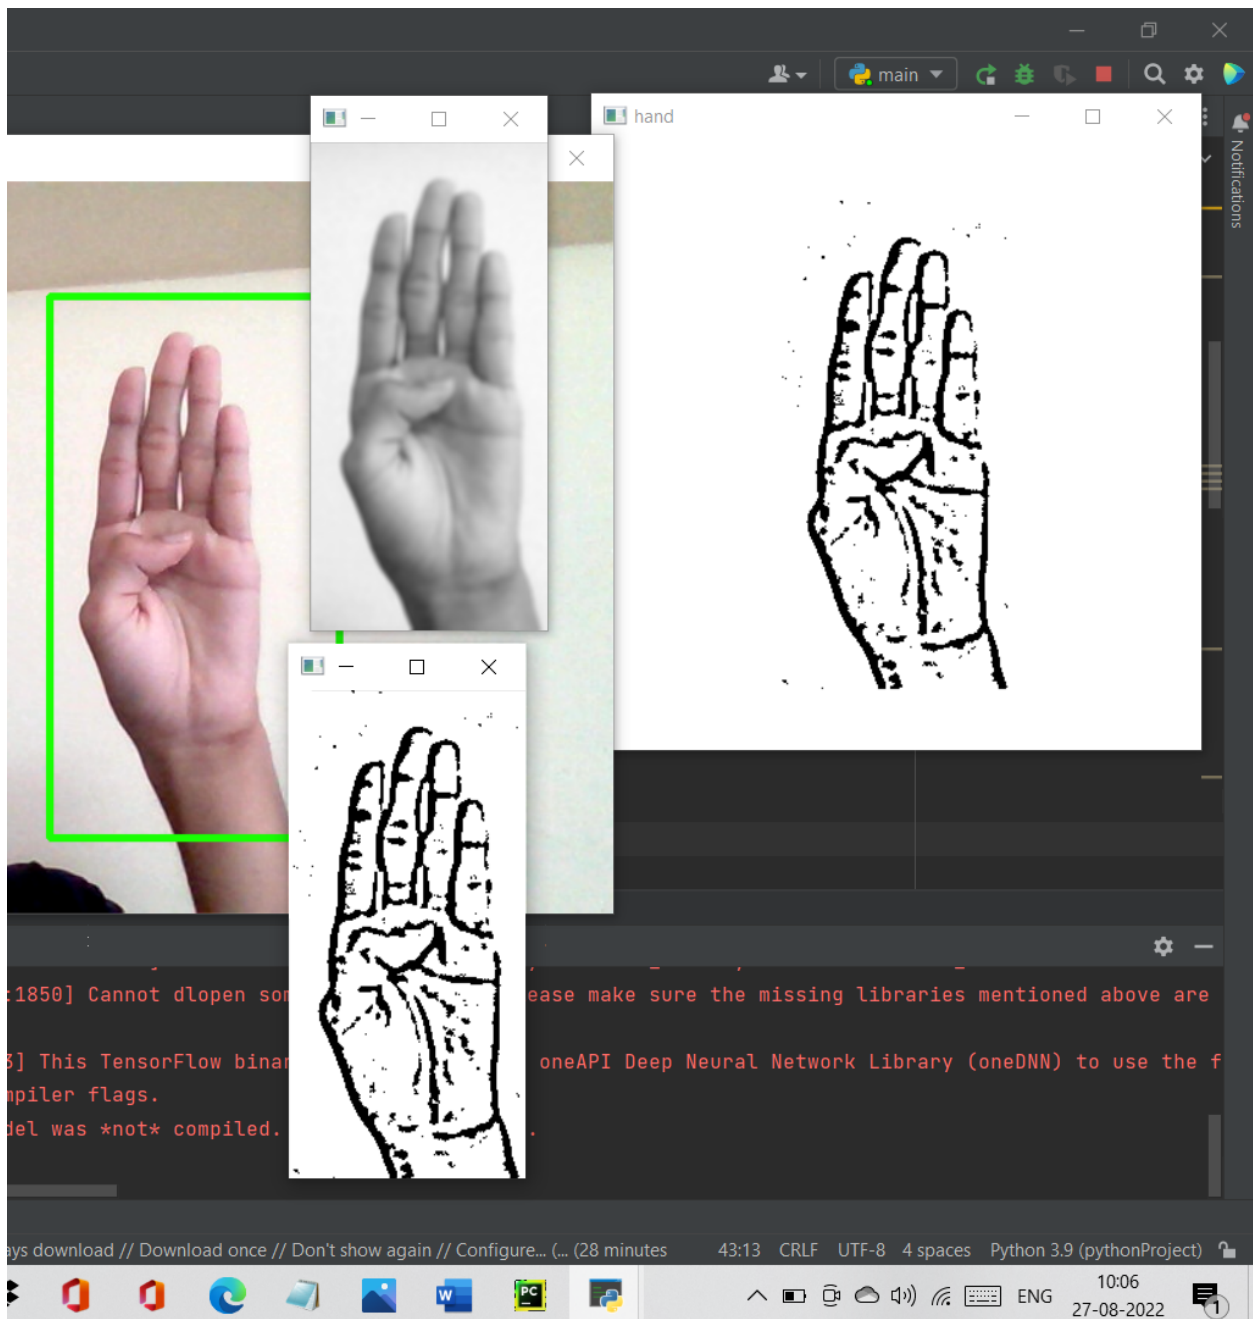 main
hand
Notifications
:1850] Cannot dlopen som
ease make sure the missing libraries mentioned above are
3] This TensorFlow binar
oneAPI Deep Neural Network Library (oneDNN) to use the f
mpiler flags.
del was *not* compiled.
.
ays download // Download once // Don't show again // Configure... (... (28 minutes
43:13 CRLF UTF-8 4 spaces Python 3.9 (pythonProject)
W
PC
ENG
10:06
27-08-2022
1